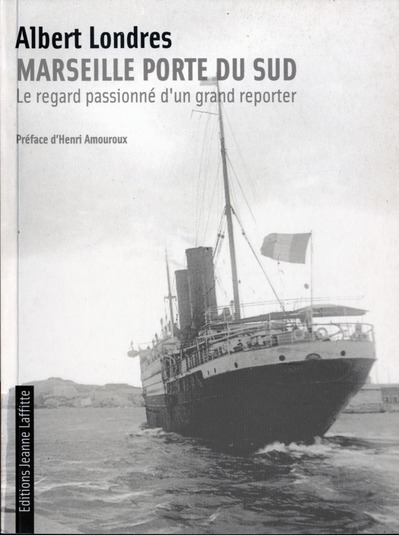 Albert Londres
MARSEILLE PORTE DU SUD
Le regard passionné d'un grand reporter
Préface d'Henri Amouroux
Editions Jeanne Laffitte